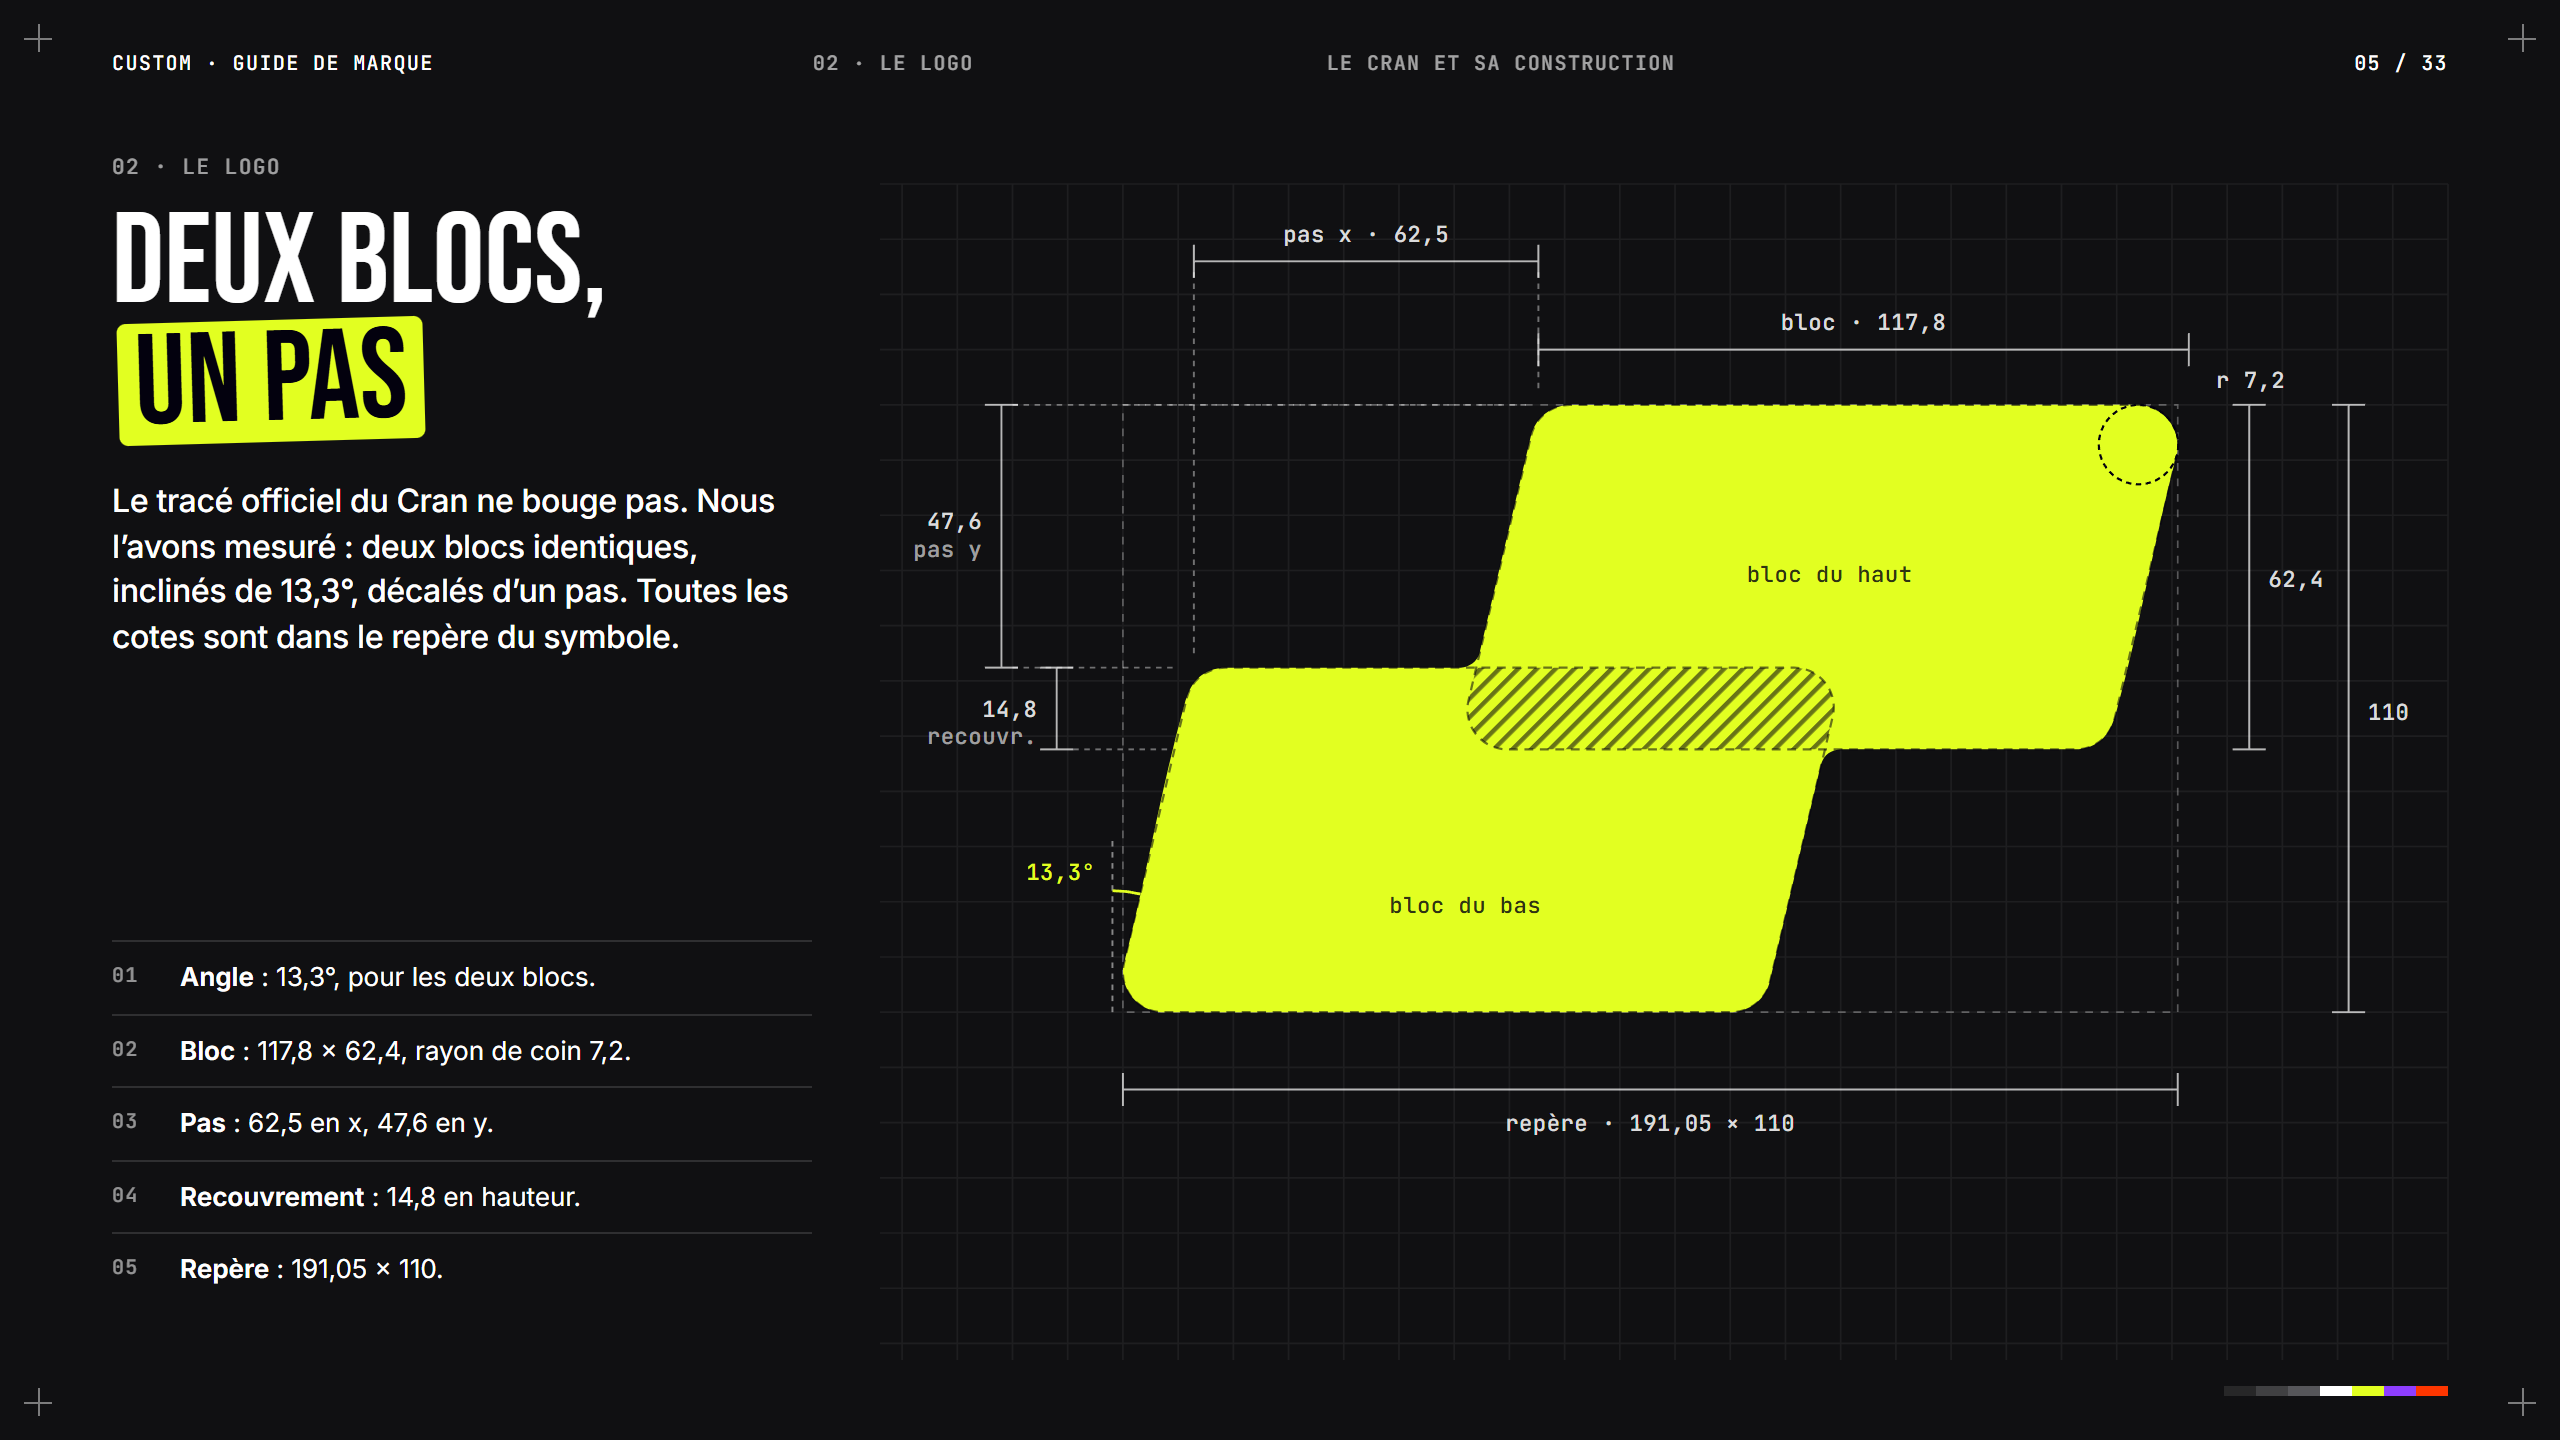 CUSTOM · GUIDE DE MARQUE
02 · LE LOGO
LE CRAN ET SA CONSTRUCTION
05 / 33
02 · LE LOGO
DEUX BLOCS,
UN PAS
Le tracé officiel du Cran ne bouge pas. Nous
l’avons mesuré : deux blocs identiques,
inclinés de 13,3°, décalés d’un pas. Toutes les
cotes sont dans le repère du symbole.
01 Angle : 13,3°, pour les deux blocs.
02 Bloc : 117,8 × 62,4, rayon de coin 7,2.
03 Pas : 62,5 en x, 47,6 en y.
04 Recouvrement : 14,8 en hauteur.
05 Repère : 191,05 × 110.
pas x · 62,5
bloc · 117,8
r 7,2
47,6
pas y
bloc du haut
62,4
14,8
recouvr.
110
13,3°
bloc du bas
repère · 191,05 × 110